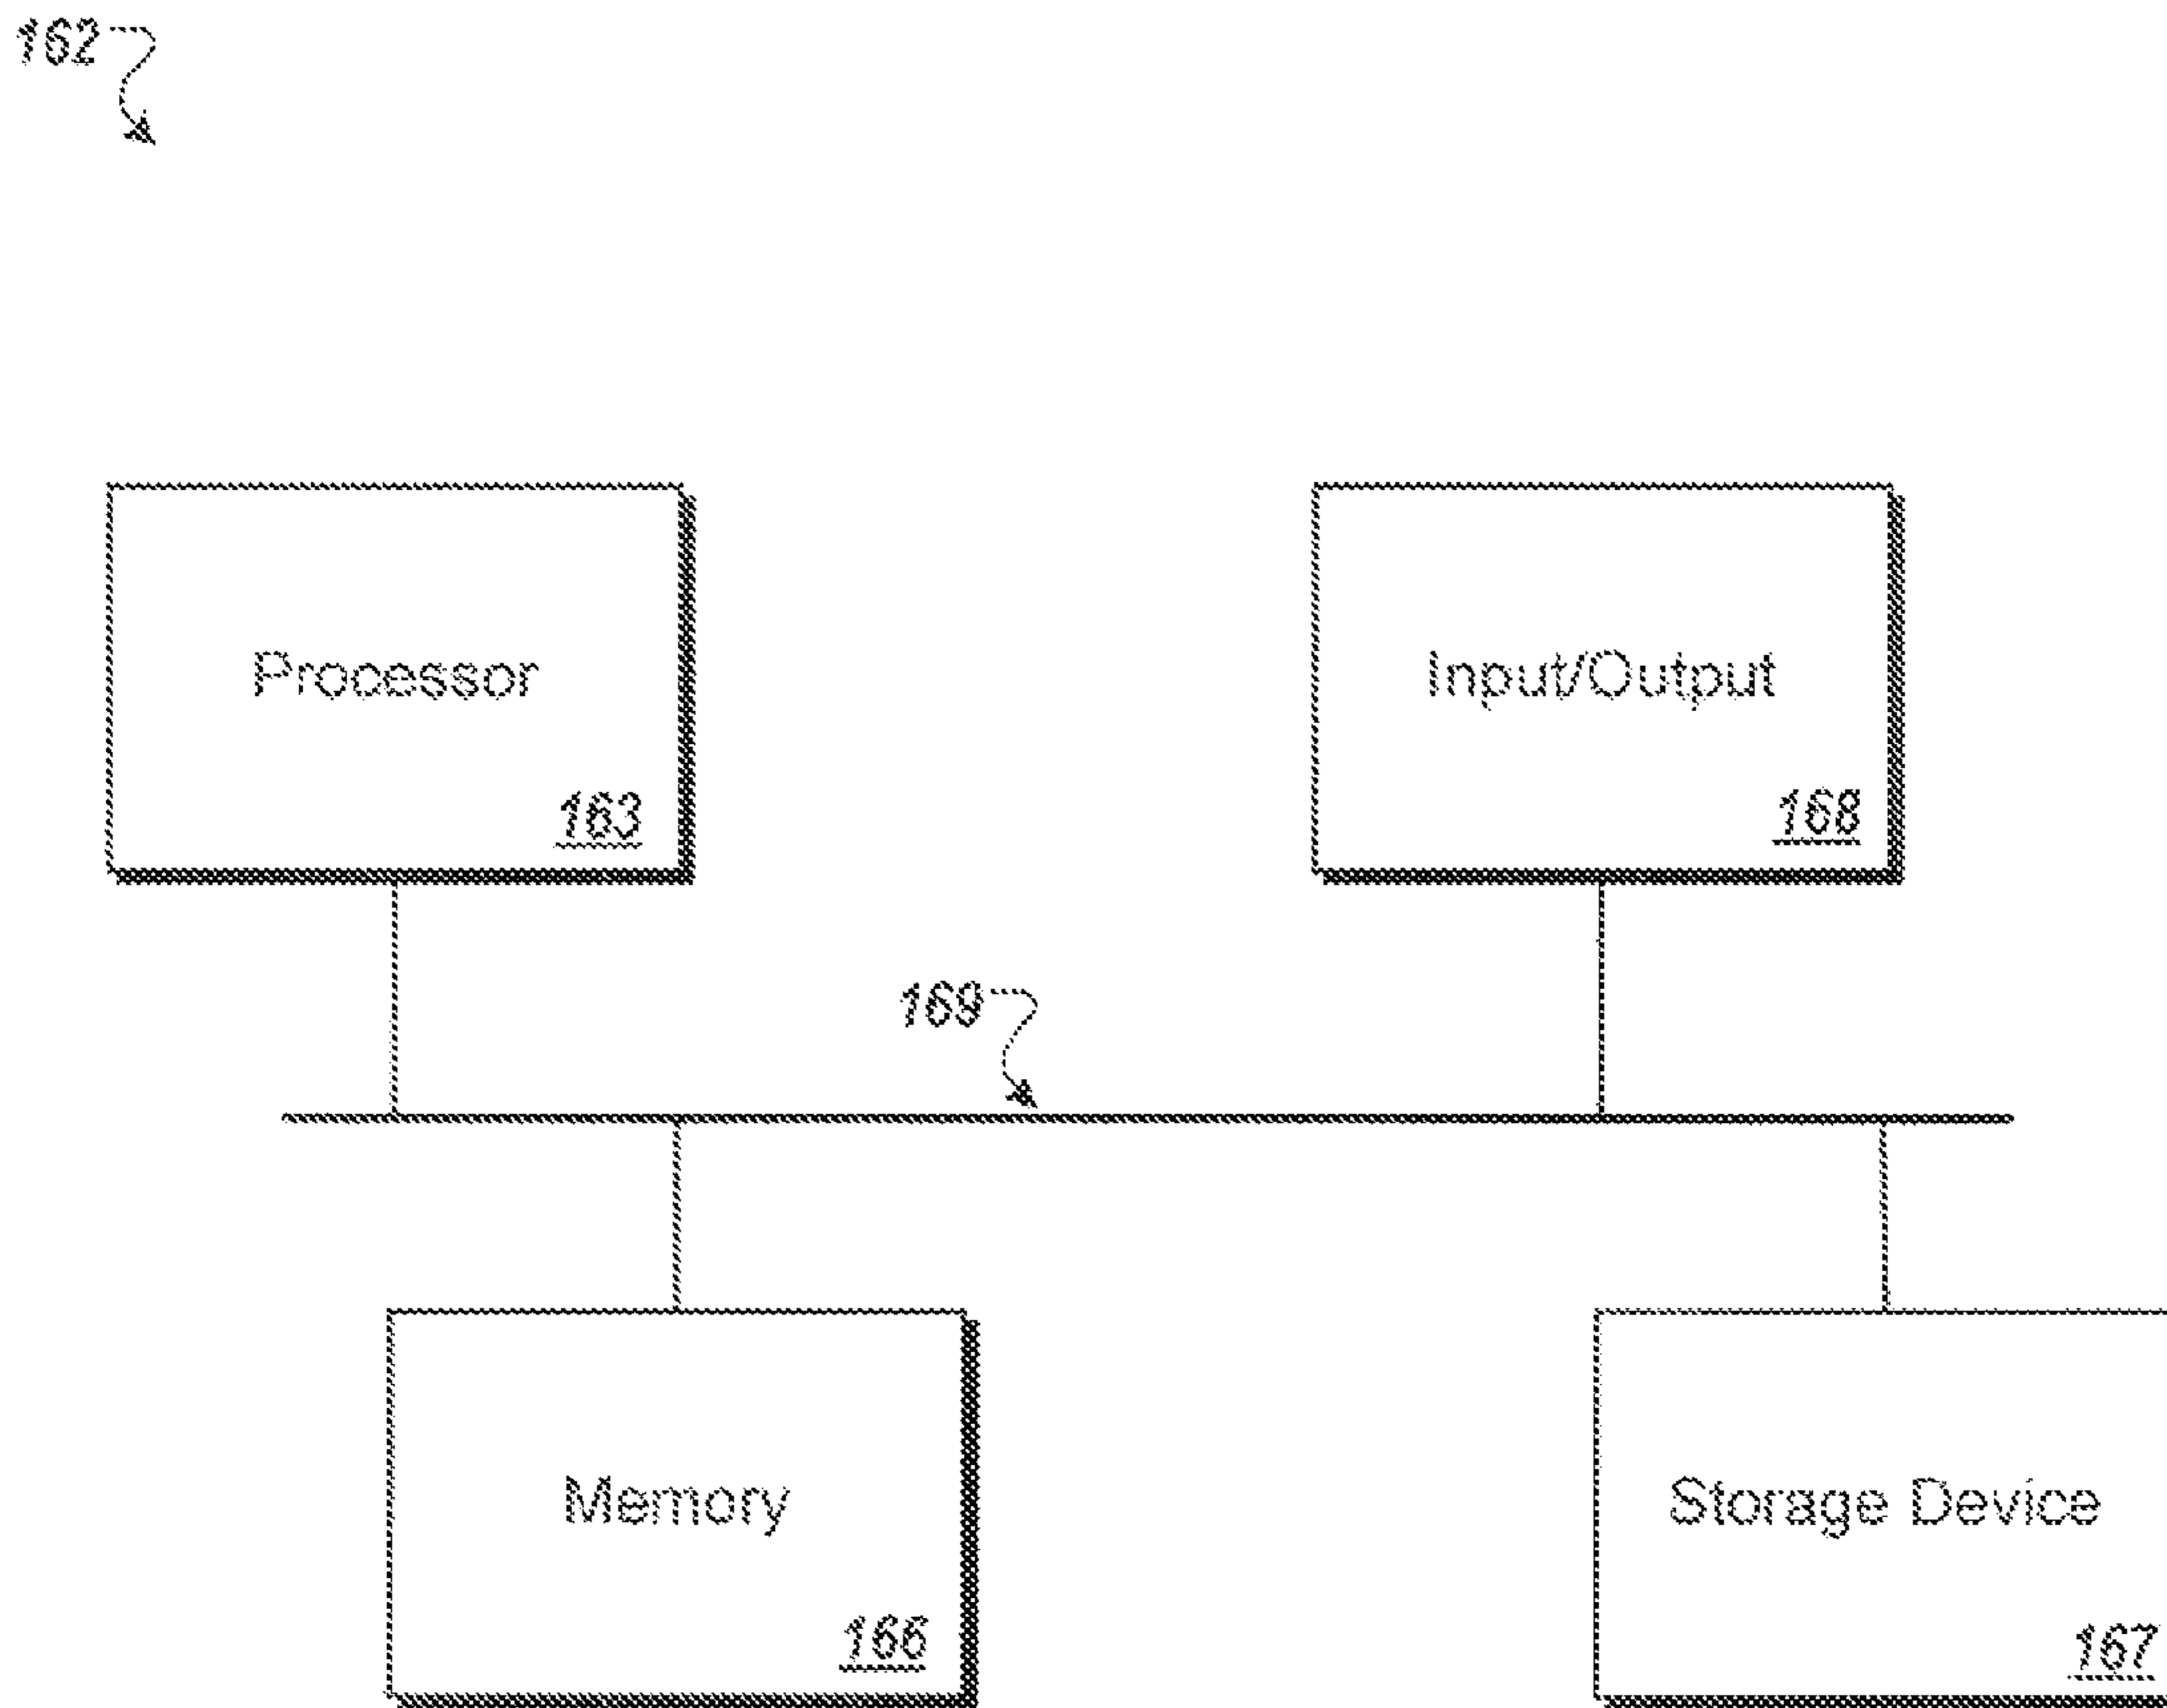 162
Processor
163
Input/Output
168
169
Memory
166
Storage Device
167